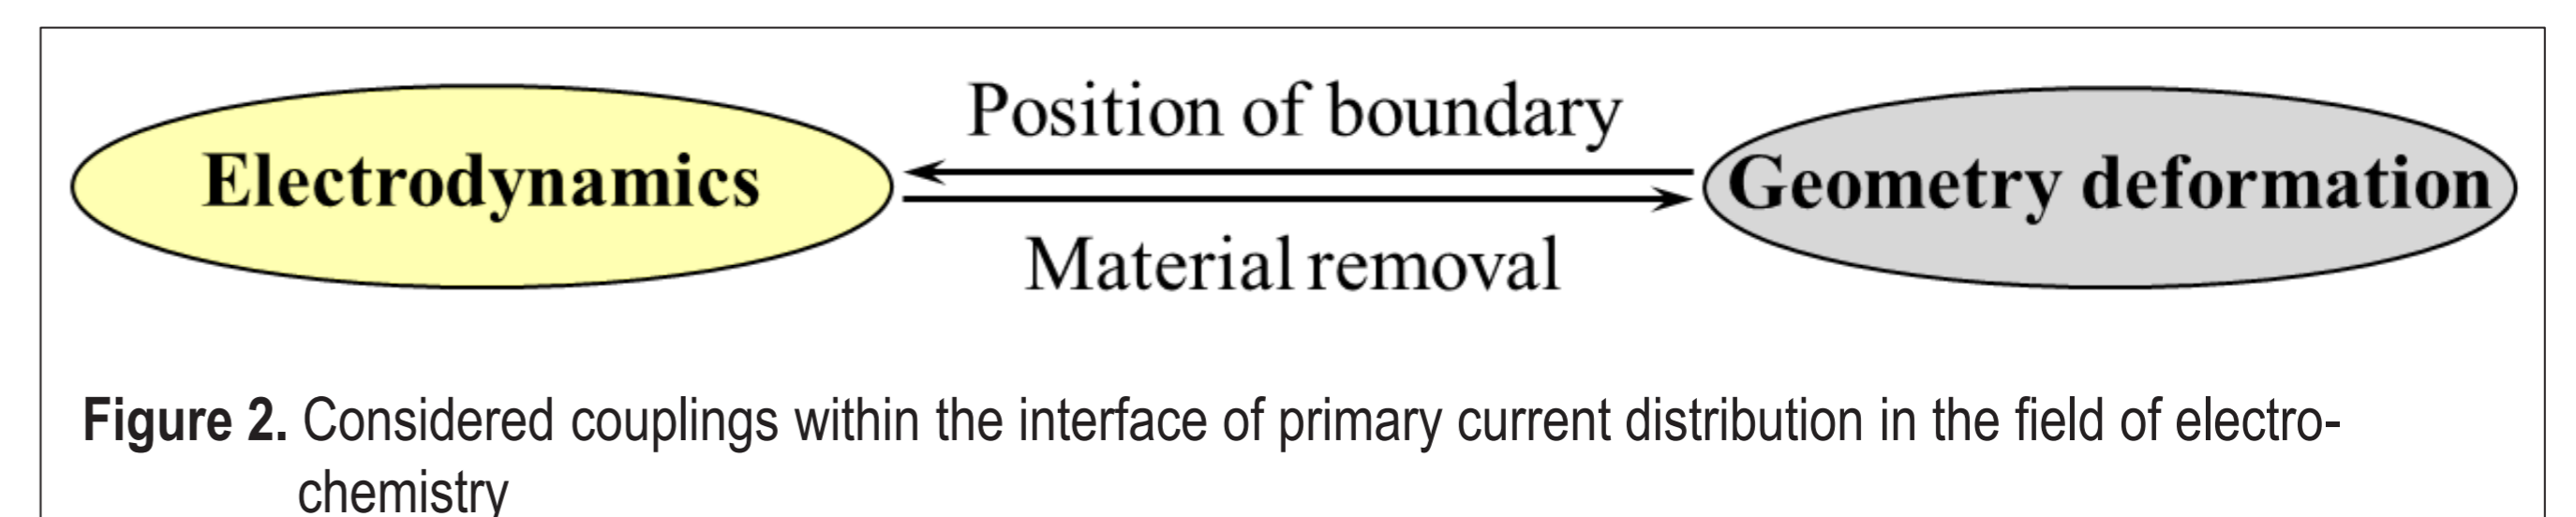 Position of boundary
Electrodynamics
Geometry deformation
Material removal
Figure 2. Considered couplings within the interface of primary current distribution in the field of electro-
chemistry